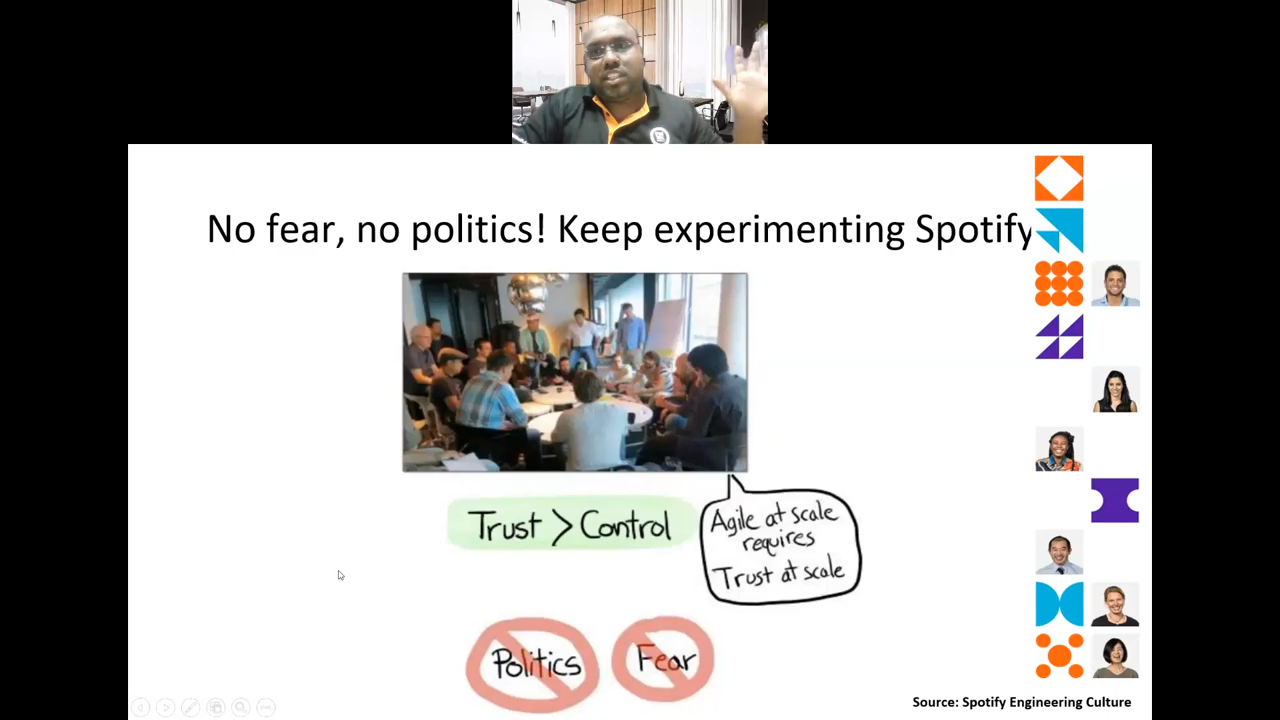 No fear, no politics! Keep experimenting Spotify
Trust > Control
Agile at scale
requires
Trust at scale
Politics
Fear
Source: Spotify Engineering Culture